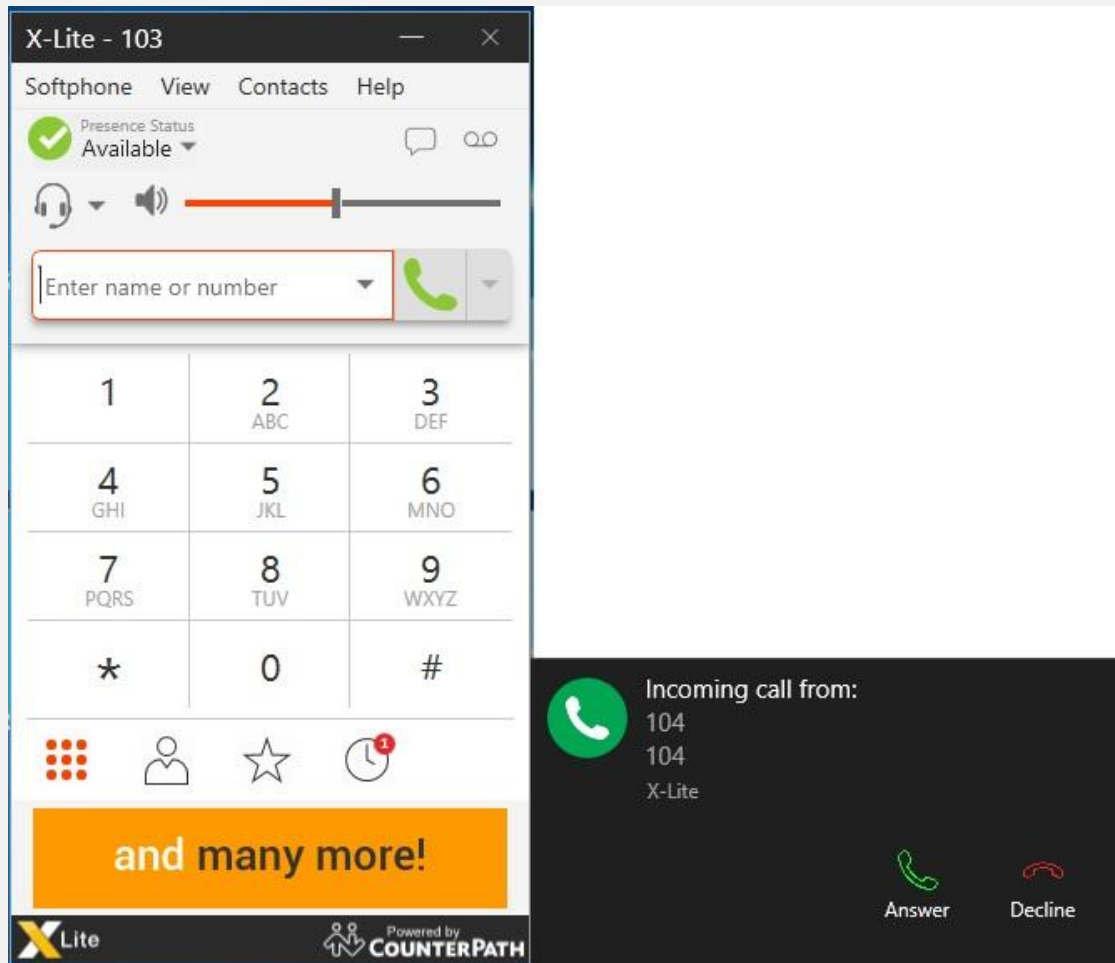 X-Lite - 103
Softphone View Contacts Help
Presence Status
Available
Enter name or number
1 2 3
ABC DEF
4 5 6
GHI JKL MNO
7 8 9
PQRS TUV WXYZ
* 0 #
1
and many more!
X Lite
Powered by
COUNTERPATH
Incoming call from:
104
104
X-Lite
Answer Decline